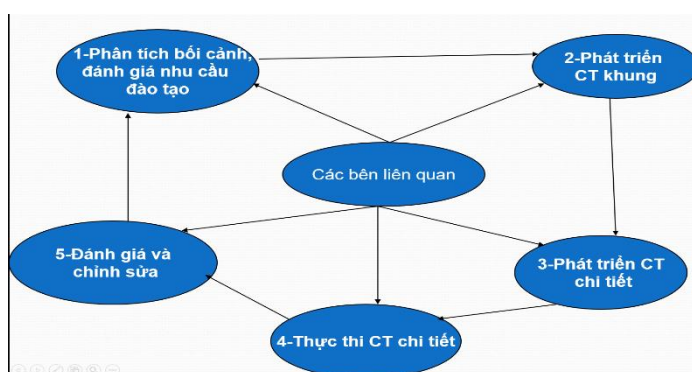 1-Phân tích bối cảnh,
đánh giá nhu cầu
đào tạo
2-Phát triển
CT khung
Các bên liên quan
5-Đánh giá và
chỉnh sửa
3-Phát triển CT
chi tiết
4-Thực thi CT chi tiết